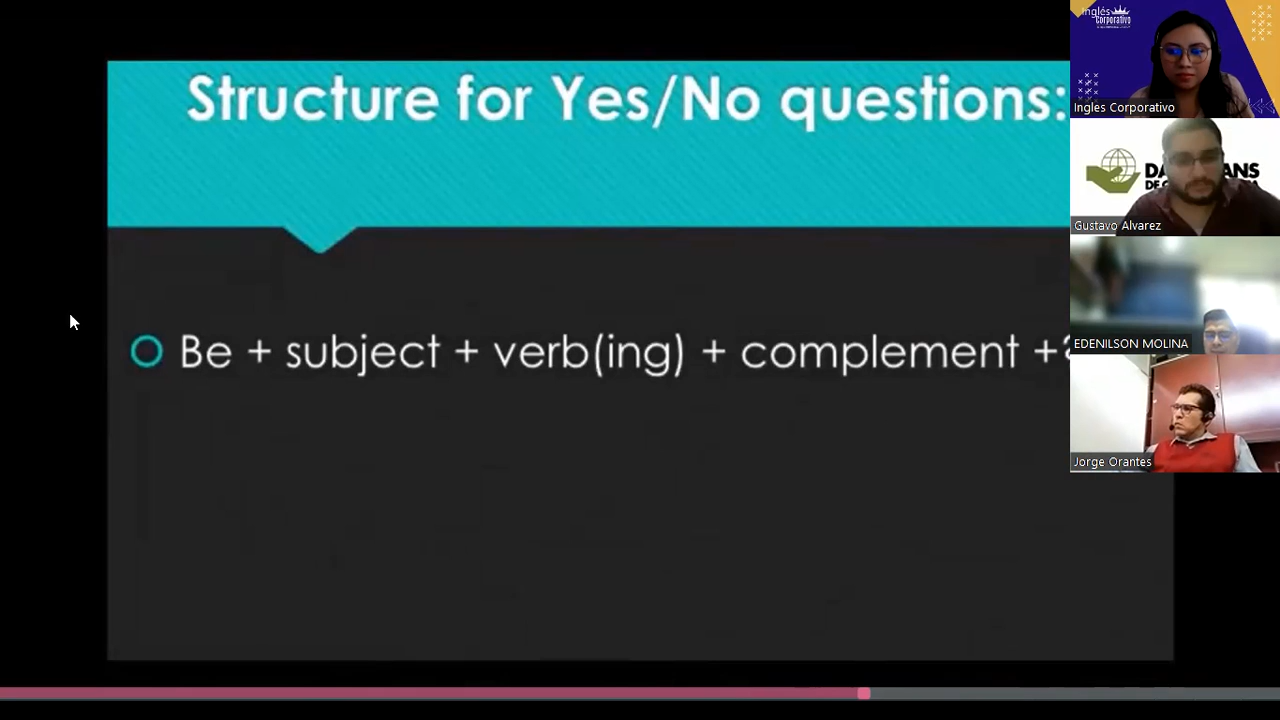 Structure for Yes/No questions:
Be + subject + verb(ing) + complement +?
Inglés
Corporativo
Ingles Corporativo
Gustavo Alvarez
EDENILSON MOLINA
Jorge Orantes